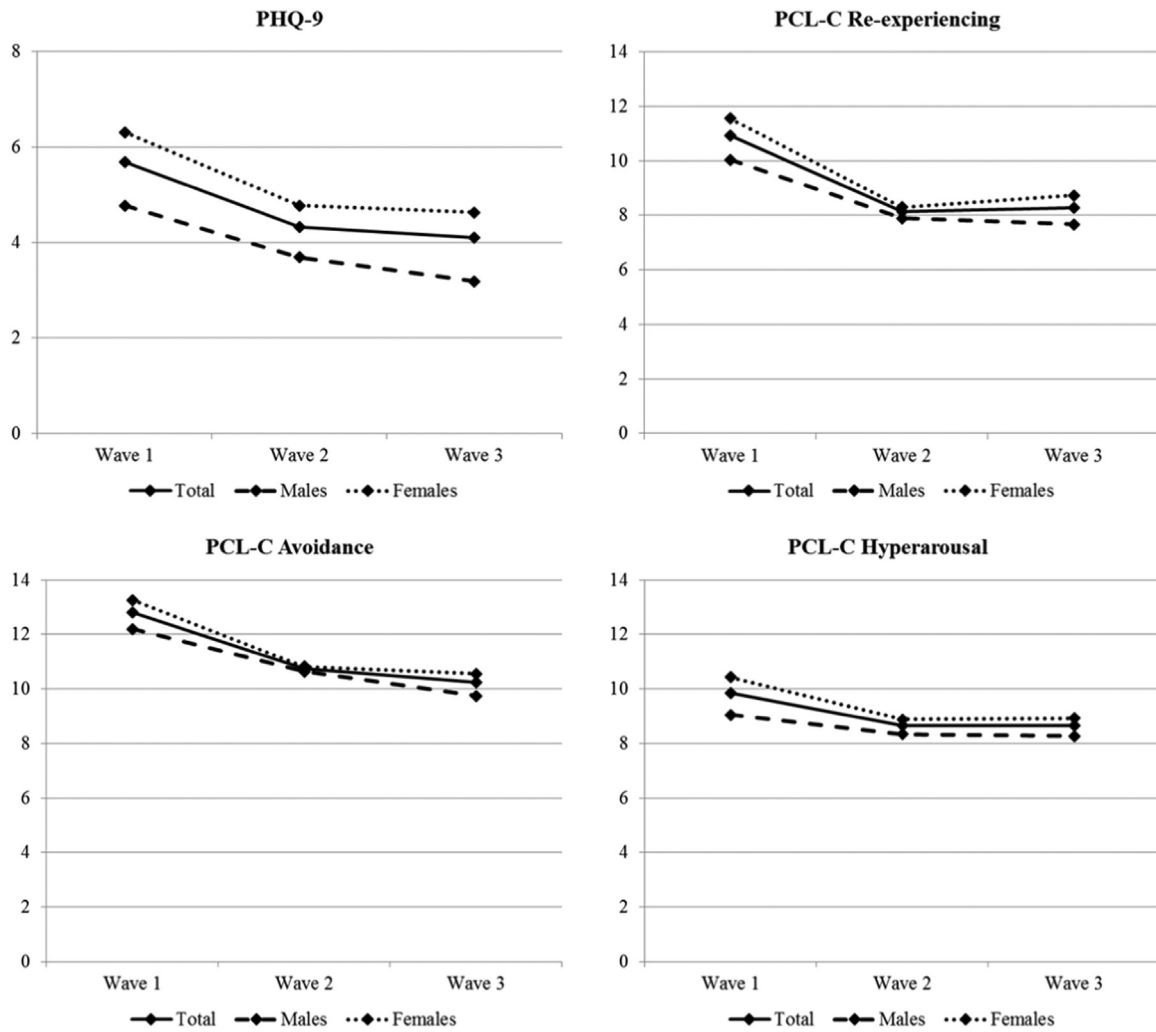 PHQ-9
8
6
4
2
0
Wave 1 Wave 2 Wave 3
Total Males Females
PCL-C Re-experiencing
14
12
10
8
6
4
2
0
Wave 1 Wave 2 Wave 3
Total Males Females
PCL-C Avoidance
14
12
10
8
6
4
2
0
Wave 1 Wave 2 Wave 3
Total Males Females
PCL-C Hyperarousal
14
12
10
8
6
4
2
0
Wave 1 Wave 2 Wave 3
Total Males Females